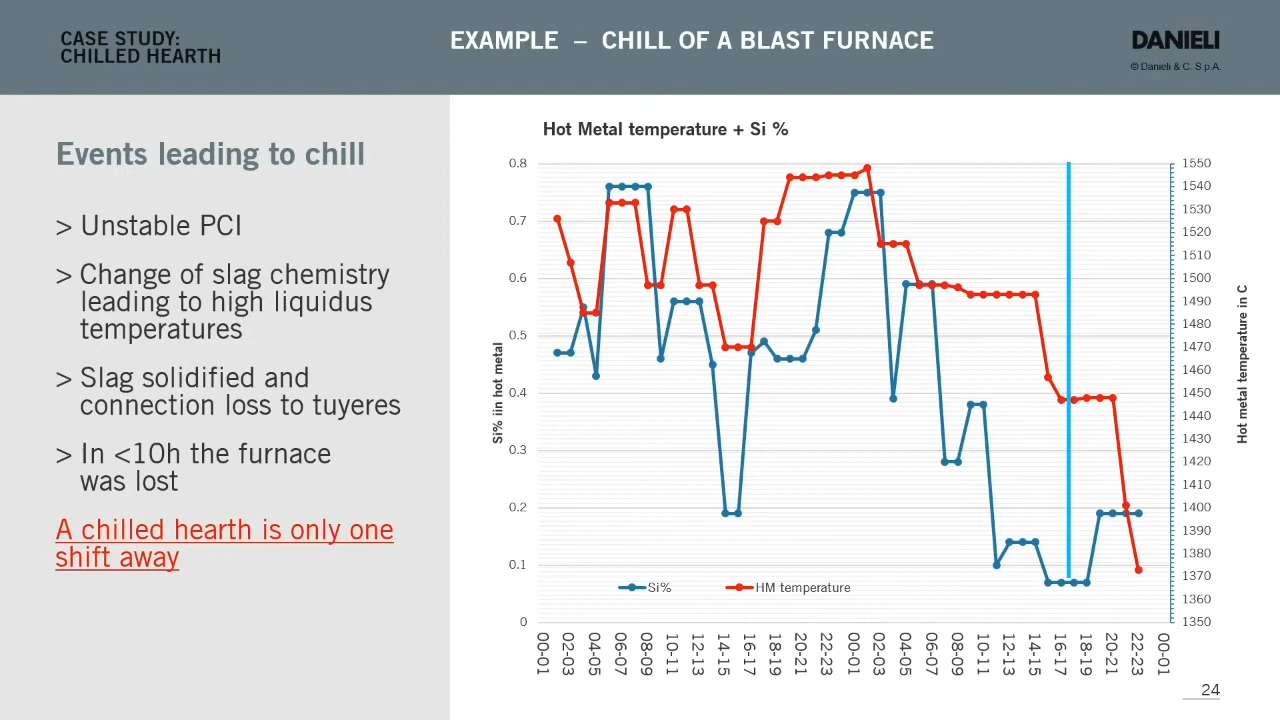 CASE STUDY:
CHILLED HEARTH
EXAMPLE – CHILL OF A BLAST FURNACE
DANIELI
© Danieli & C. S.p.A.
Events leading to chill
> Unstable PCI
> Change of slag chemistry
leading to high liquidus
temperatures
> Slag solidified and
connection loss to tuyeres
> In <10h the furnace
was lost
A chilled hearth is only one
shift away
Hot Metal temperature + Si %
Si% iin hot metal
0.8
0.7
0.6
0.5
0.4
0.3
0.2
0.1
0
1550
1540
1530
1520
1510
1500
1490
1480
1470
1460
1450
1440
1430
1420
1410
1400
1390
1380
1370
1360
1350
Hot metal temperature in C
Si%
HM temperature
00-01
02-03
04-05
06-07
08-09
10-11
12-13
14-15
16-17
18-19
20-21
22-23
00-01
02-03
04-05
06-07
08-09
10-11
12-13
14-15
16-17
18-19
20-21
22-23
00-01
24